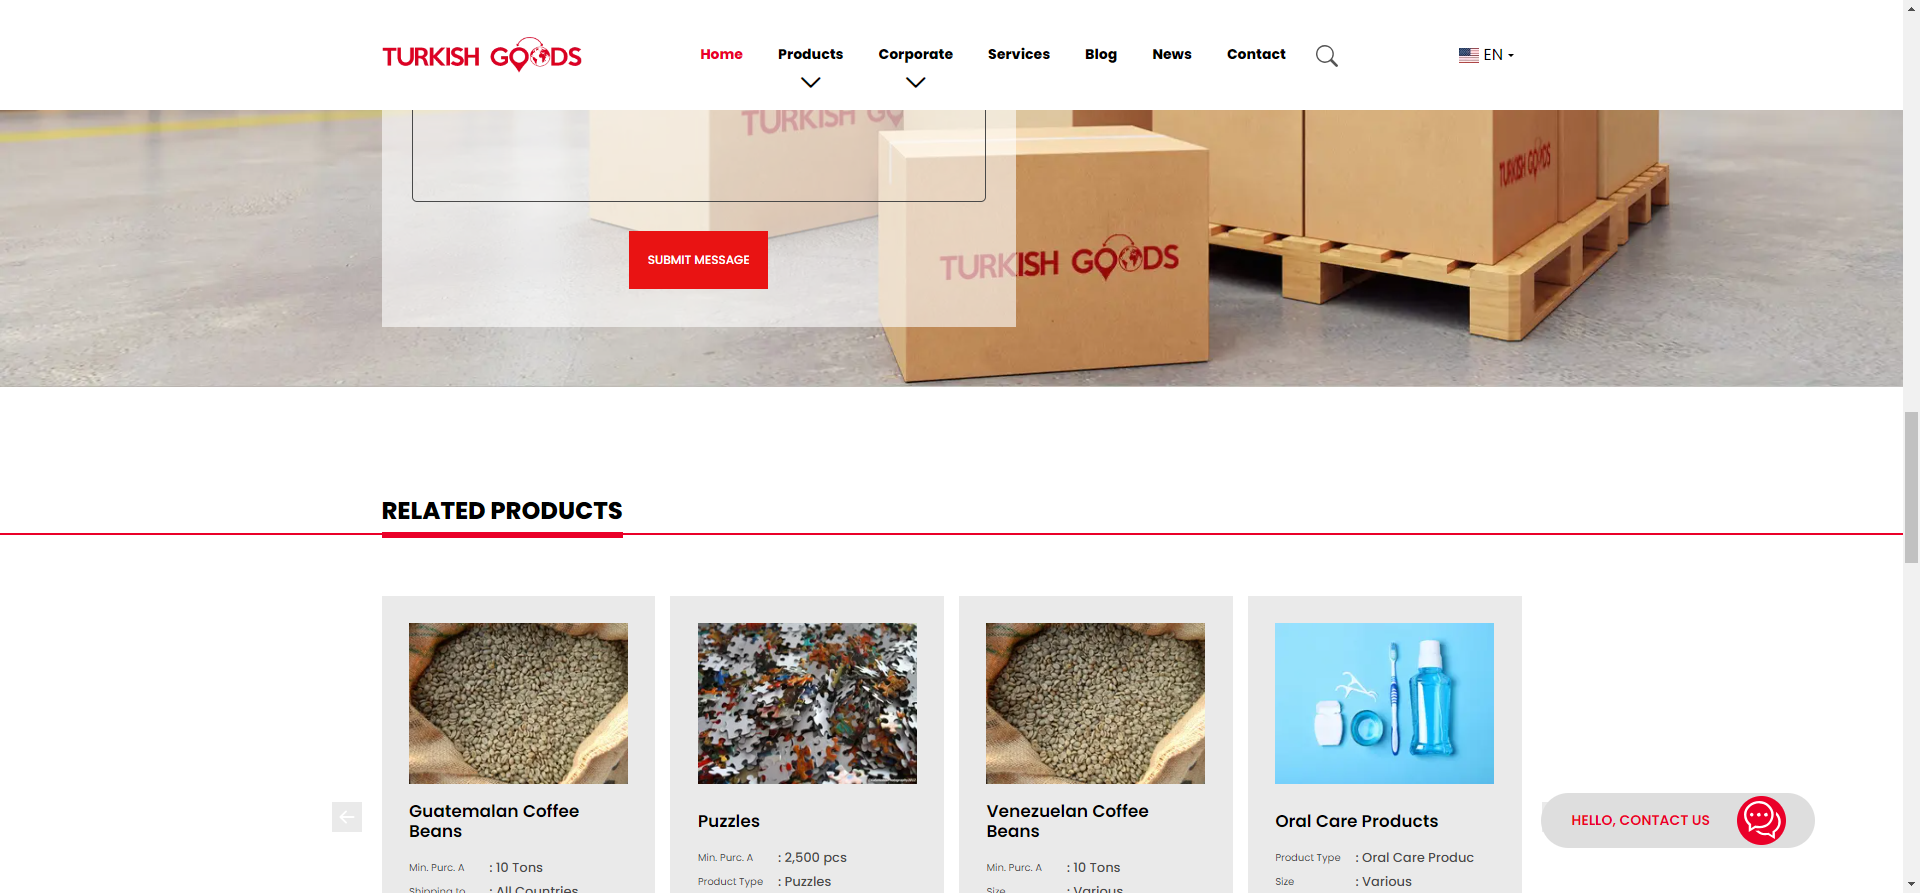 TURKISH GOODS
Home
Products
Corporate
Services
Blog
News
Contact
EN
TURKISH GO
TURKISH GOODS
TURKISH GOODS
SUBMIT MESSAGE
RELATED PRODUCTS
Guatemalan Coffee
Beans
Min. Purc. A : 10 Tons
Shipping to : All Countries
Puzzles
Min. Purc. A : 2,500 pcs
Product Type : Puzzles
Venezuelan Coffee
Beans
Min. Purc. A : 10 Tons
Size : Various
Oral Care Products
Product Type : Oral Care Produc
Size : Various
HELLO, CONTACT US